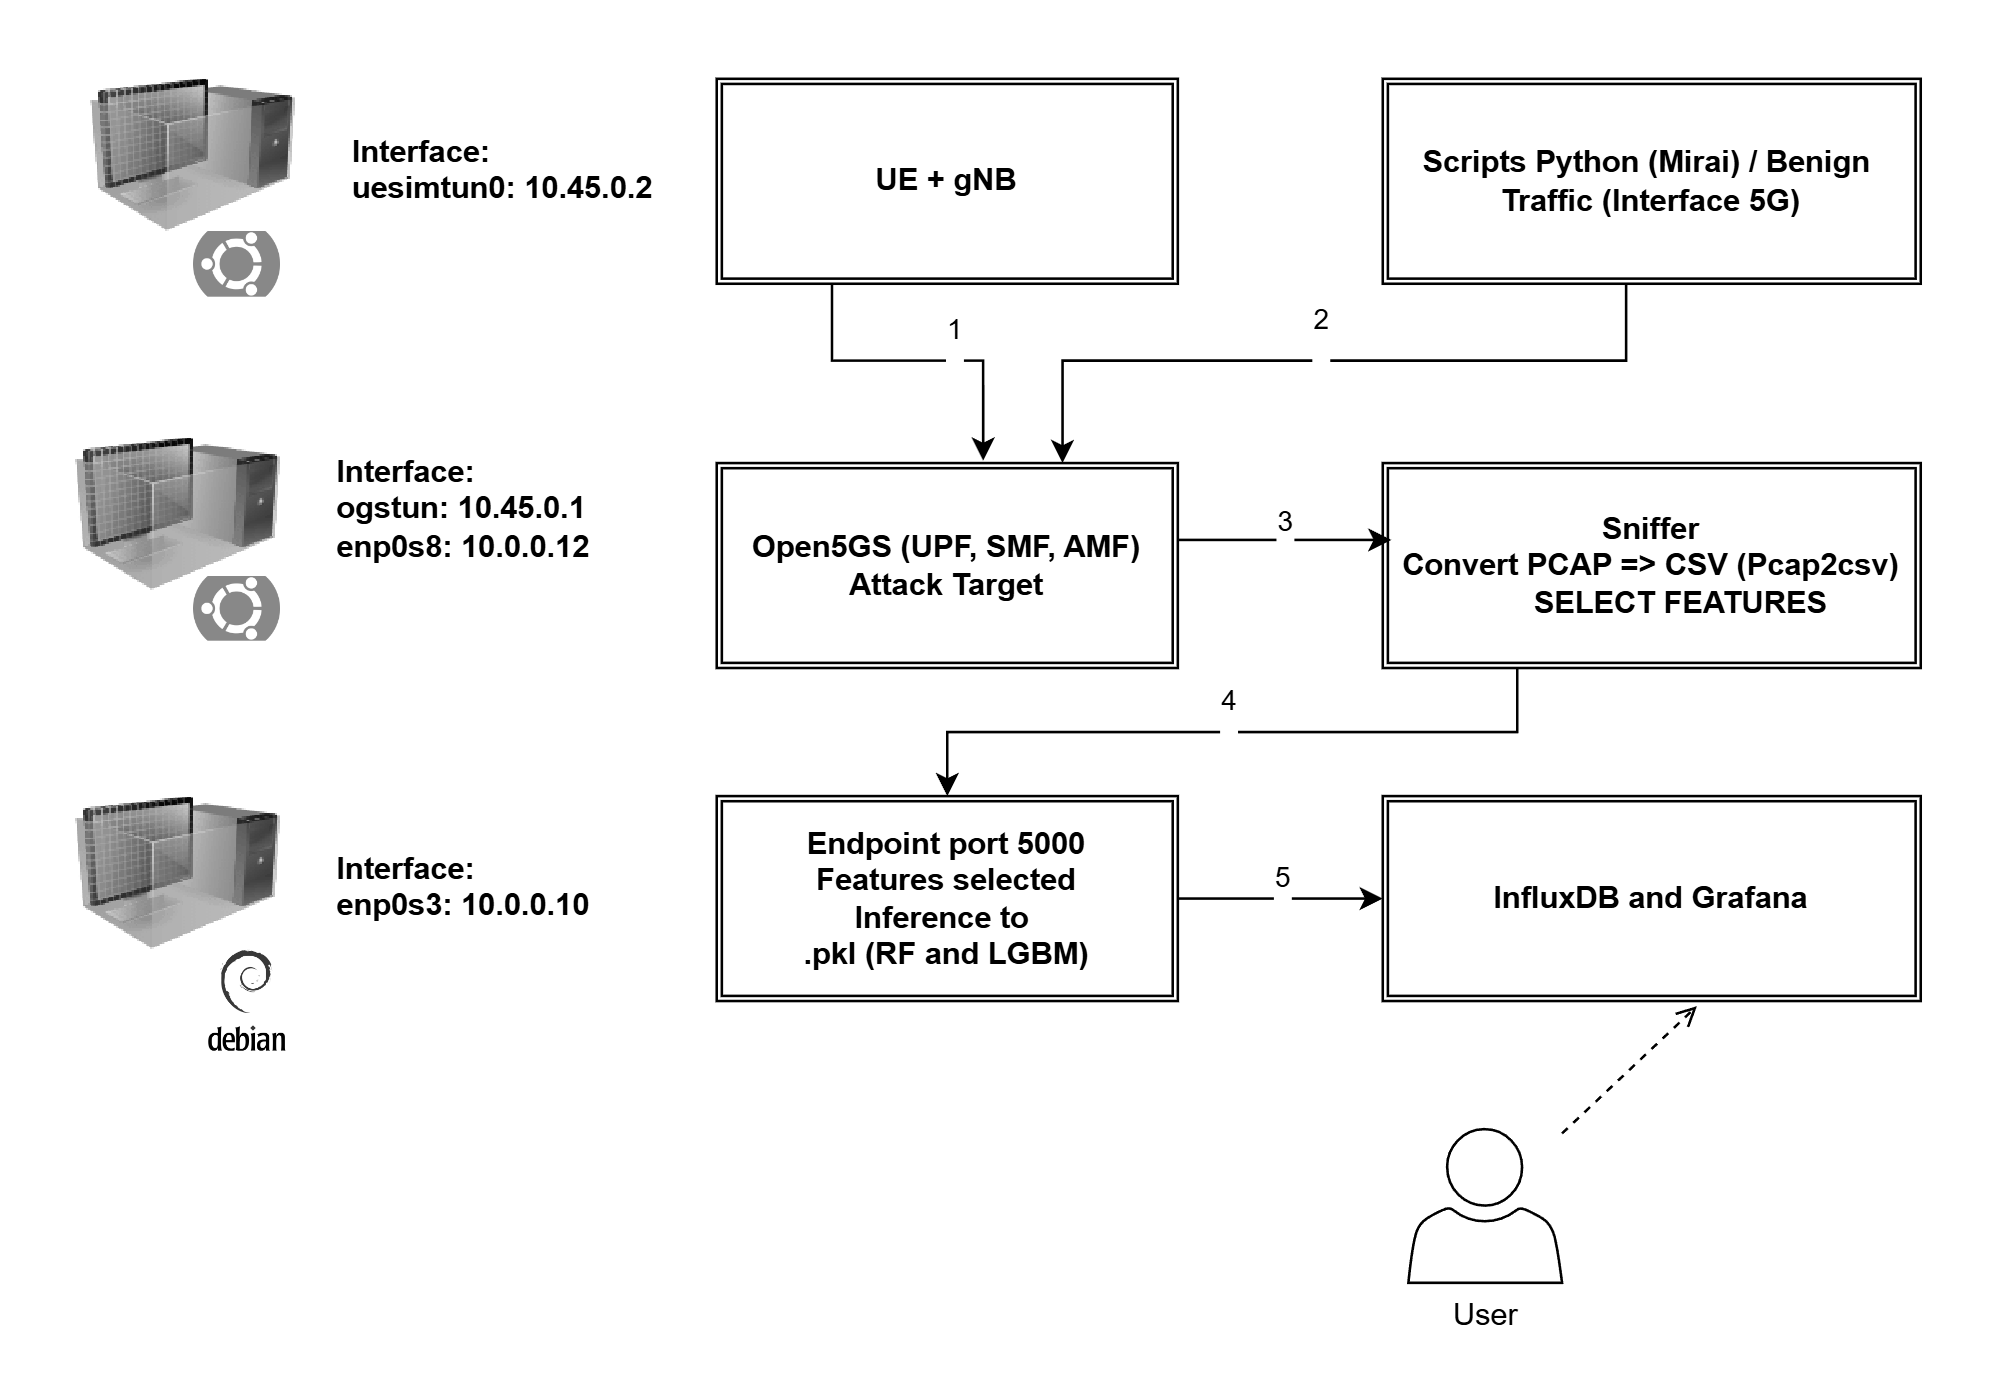 Interface:
uesimtun0: 10.45.0.2
UE + gNB
Scripts Python (Mirai) / Benign
Traffic (Interface 5G)
1
2
Interface:
ogstun: 10.45.0.1
enp0s8: 10.0.0.12
Open5GS (UPF, SMF, AMF)
Attack Target
3
Sniffer
Convert PCAP => CSV (Pcap2csv)
SELECT FEATURES
4
Interface:
enp0s3: 10.0.0.10
debian
Endpoint port 5000
Features selected
Inference to
.pkl (RF and LGBM)
5
InfluxDB and Grafana
User